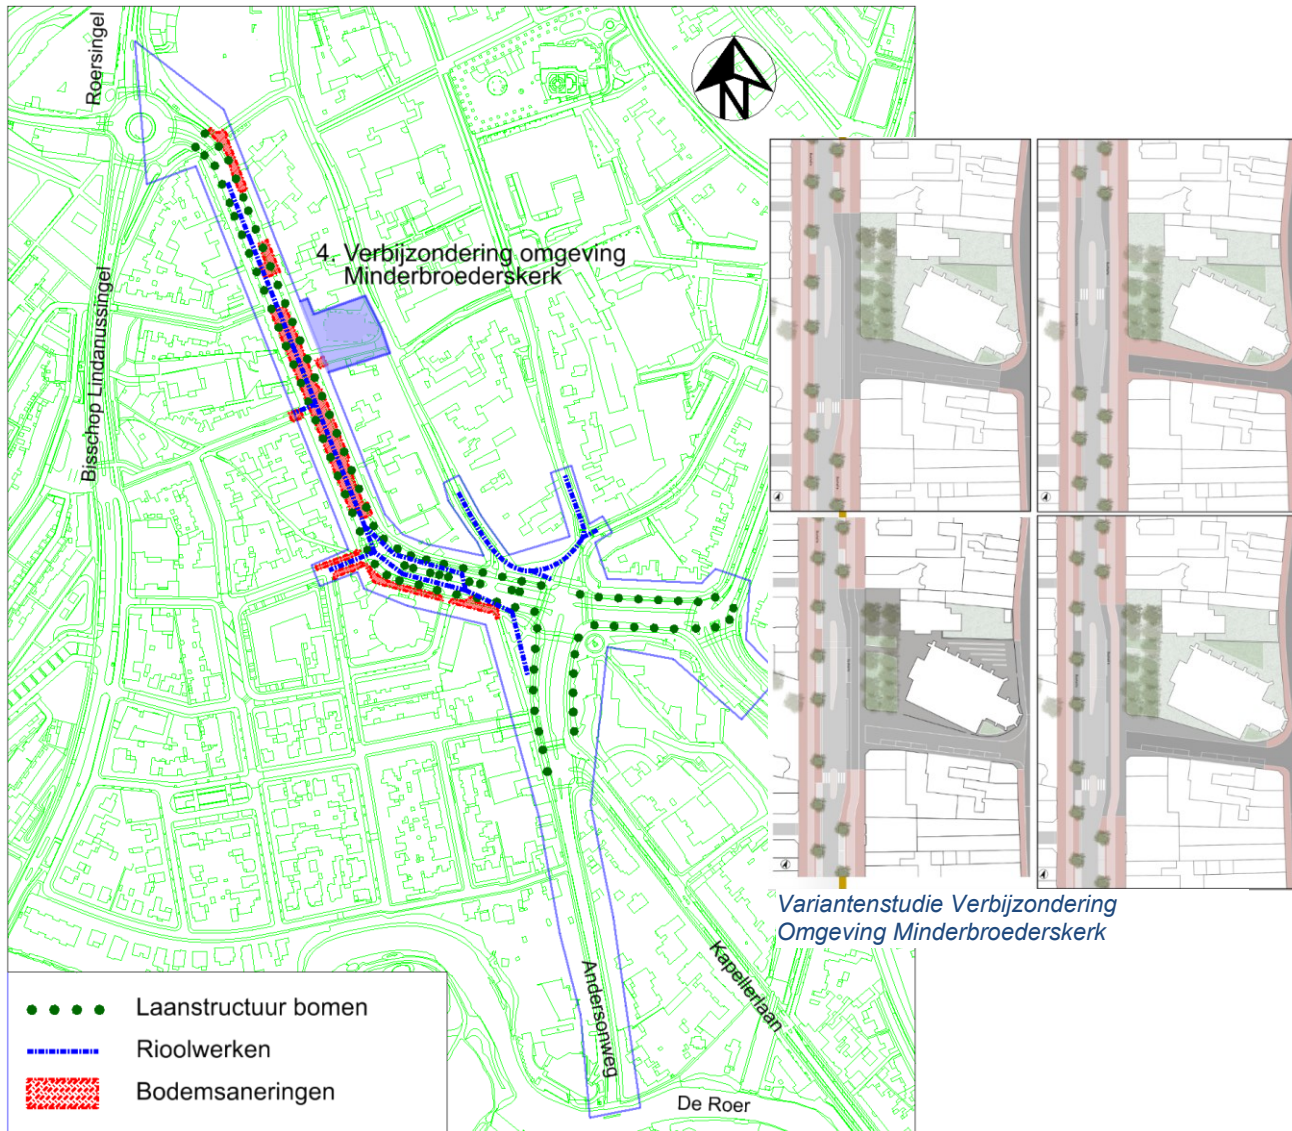 Roersingel
N
4. Verbijzondering omgeving
Minderbroederskerk
Bisschop Lindanussingel
Variantenstudie Verbijzondering
Omgeving Minderbroederskerk
Kapellerlaan
Andersonweg
De Roer
Laanstructuur bomen
Rioolwerken
Bodemsaneringen